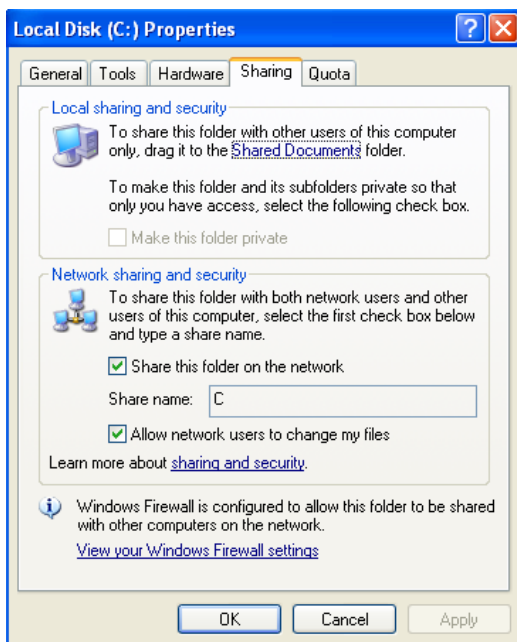 Local Disk (C:) Properties
General Tools Hardware Sharing Quota
Local sharing and security
To share this folder with other users of this computer
only, drag it to the Shared Documents folder.
To make this folder and its subfolders private so that
only you have access, select the following check box.
Make this folder private
Network sharing and security
To share this folder with both network users and other
users of this computer, select the first check box below
and type a share name.
Share this folder on the network
Share name: C
Allow network users to change my files
Learn more about sharing and security.
Windows Firewall is configured to allow this folder to be shared
with other computers on the network.
View your Windows Firewall settings
OK Cancel Apply